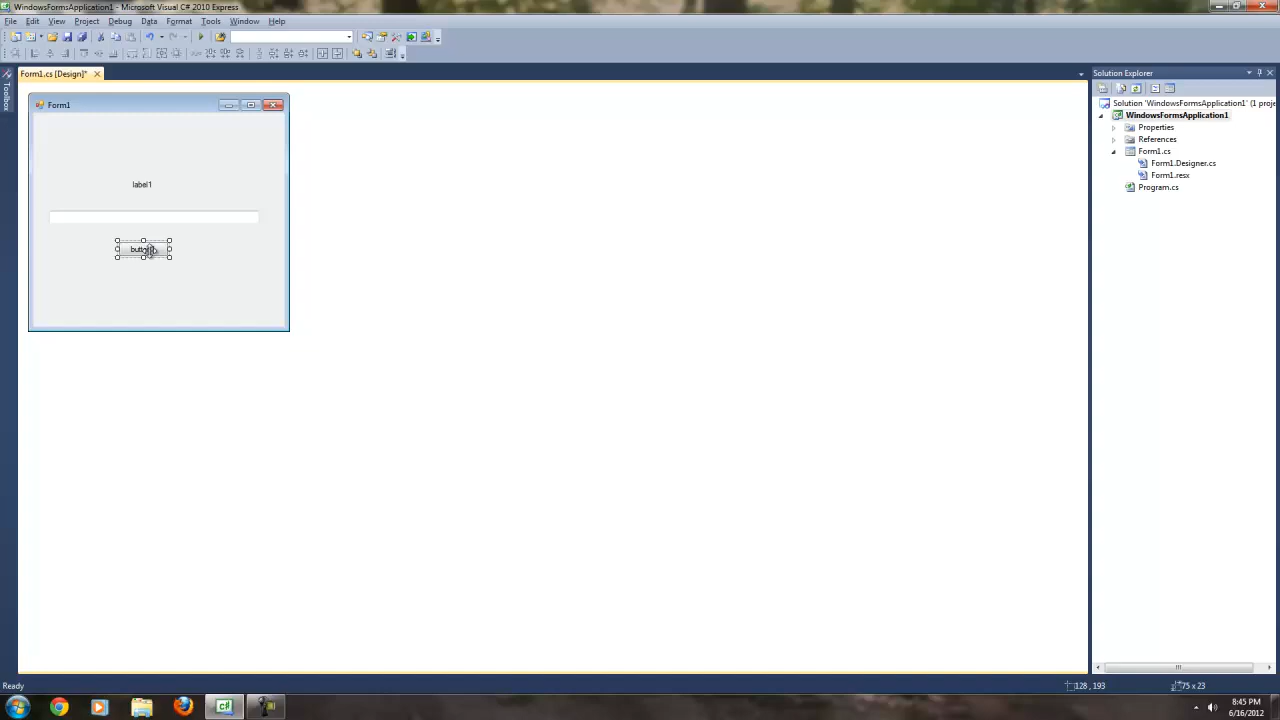 WindowsFormsApplication1 - Microsoft Visual C# 2010 Express
File Edit View Project Debug Data Format Tools Window Help
Form1.cs [Design]*
Toolbox
Form1
label1
Solution Explorer
Solution 'WindowsFormsApplication1' (1 proje
WindowsFormsApplication1
Properties
References
Form1.cs
Form1.Designer.cs
Form1.resx
Program.cs
Ready
128 , 193
75 x 23
C#
8:45 PM
6/16/2012